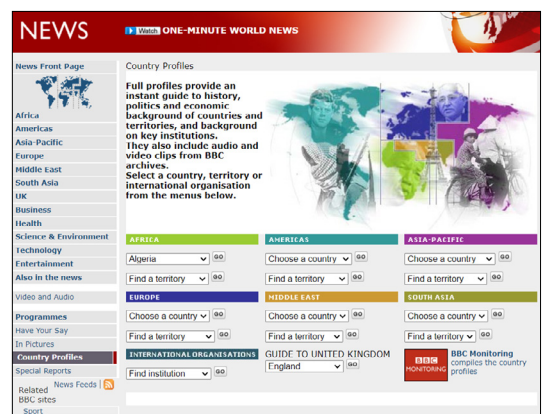 NEWS
Watch ONE-MINUTE WORLD NEWS
News Front Page
Africa
Americas
Asia-Pacific
Europe
Middle East
South Asia
UK
Business
Health
Science & Environment
Technology
Entertainment
Also in the news
Video and Audio
Programmes
Have Your Say
In Pictures
Country Profiles
Special Reports
News Feeds
Related
BBC sites
Sport
Country Profiles
Full profiles provide an
instant guide to history,
politics and economic
background of countries and
territories, and background
on key institutions.
They also include audio and
video clips from BBC
archives.
Select a country, territory or
international organisation
from the menus below.
AFRICA
Algeria GO
Find a territory GO
AMERICAS
Choose a country GO
Find a territory GO
ASIA-PACIFIC
Choose a country GO
Find a territory GO
EUROPE
Choose a country GO
Find a territory GO
MIDDLE EAST
Choose a country GO
Find a territory GO
SOUTH ASIA
Choose a country GO
Find a territory GO
INTERNATIONAL ORGANISATIONS
Find institution GO
GUIDE TO UNITED KINGDOM
England GO
BBC
MONITORING
BBC Monitoring
compiles the country
profiles